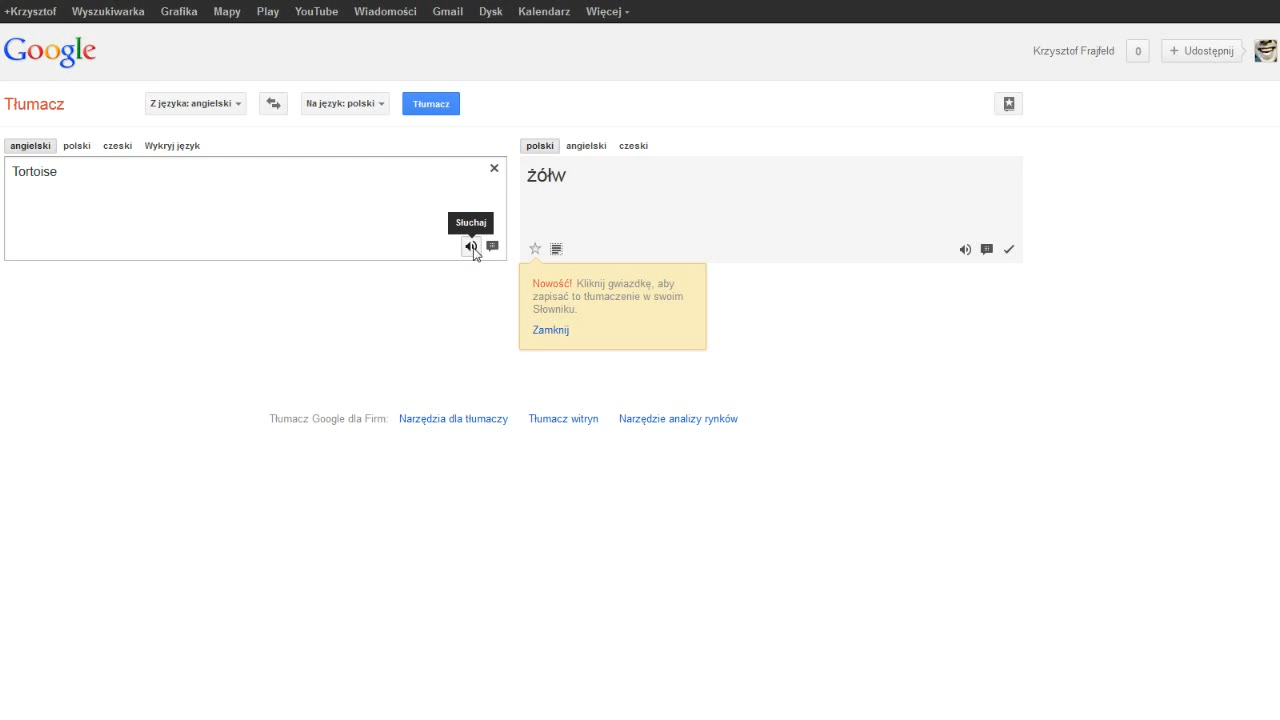 +Krzysztof Wyszukiwarka Grafika Mapy Play YouTube Wiadomości Gmail Dysk Kalendarz Więcej
Google
Krzysztof Frajfeld 0 + Udostępnij
Tłumacz Z języka: angielski Na język: polski Tłumacz
angielski polski czeski Wykryj język
polski angielski czeski
Tortoise
żółw
Słuchaj
Nowość! Kliknij gwiazdkę, aby
zapisać to tłumaczenie w swoim
Słowniku.
Zamknij
Tłumacz Google dla Firm: Narzędzia dla tłumaczy Tłumacz witryn Narzędzie analizy rynków